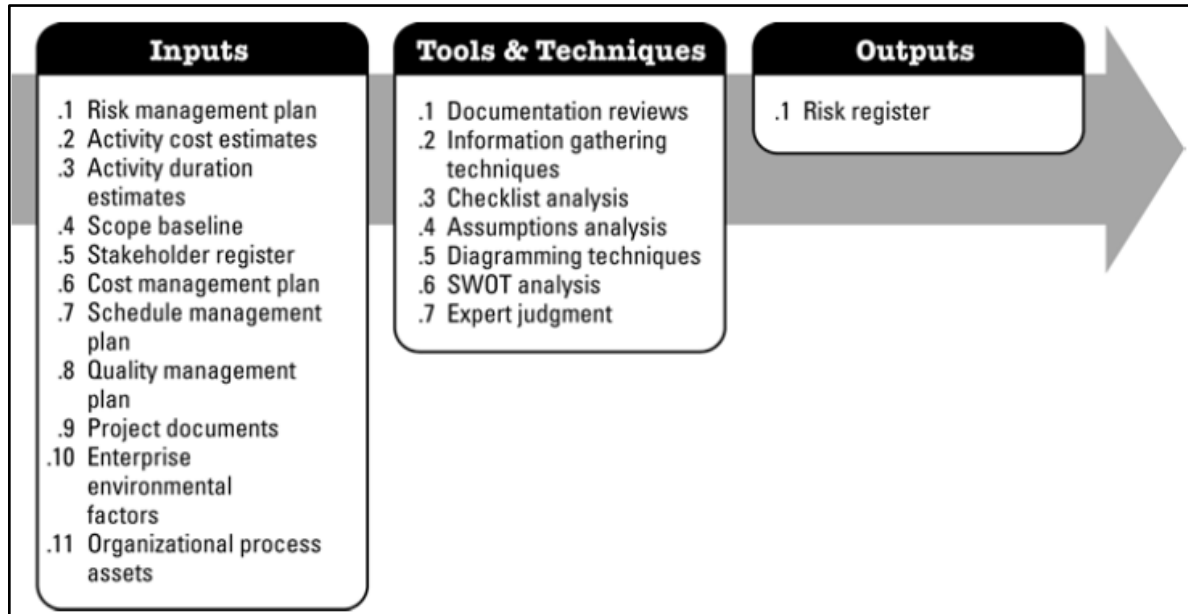 Inputs
.1 Risk management plan
.2 Activity cost estimates
.3 Activity duration
estimates
.4 Scope baseline
.5 Stakeholder register
.6 Cost management plan
.7 Schedule management
plan
.8 Quality management
plan
.9 Project documents
.10 Enterprise
environmental
factors
.11 Organizational process
assets
Tools & Techniques
.1 Documentation reviews
.2 Information gathering
techniques
.3 Checklist analysis
.4 Assumptions analysis
.5 Diagramming techniques
.6 SWOT analysis
.7 Expert judgment
Outputs
.1 Risk register